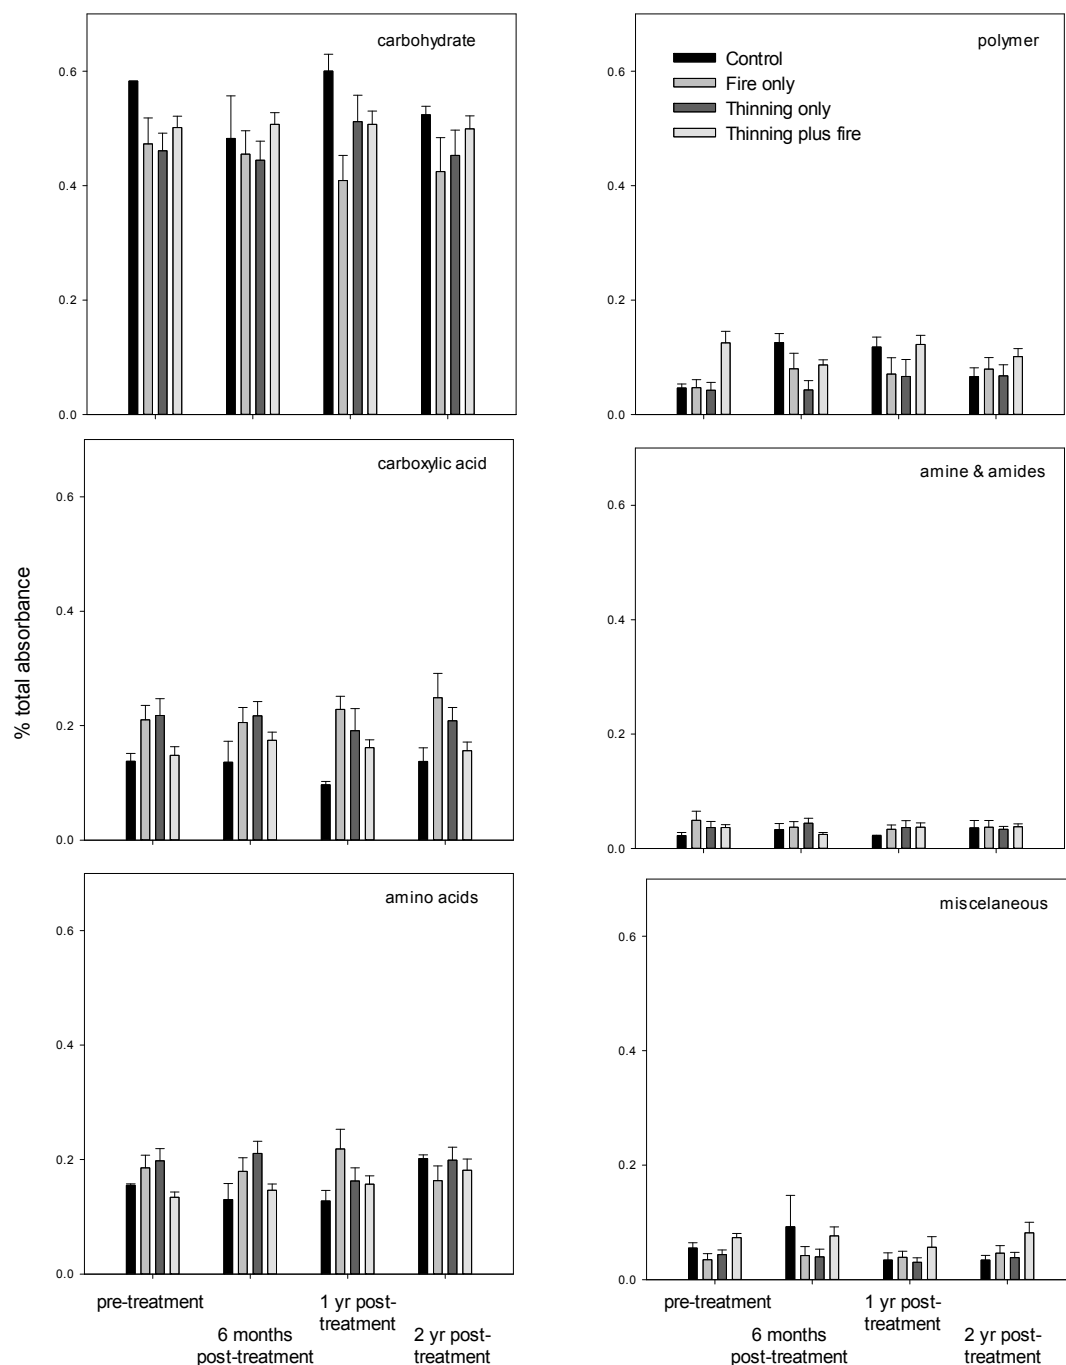 carbohydrate
0.6
0.4
0.2
0.0
polymer
Control
Fire only
Thinning only
Thinning plus fire
0.6
0.4
0.2
0.0
carboxylic acid
0.6
0.4
0.2
0.0
amine & amides
0.6
0.4
0.2
0.0
% total absorbance
amino acids
0.6
0.4
0.2
0.0
miscelaneous
0.6
0.4
0.2
0.0
pre-treatment
6 months
post-treatment
1 yr post-
treatment
2 yr post-
treatment
pre-treatment
6 months
post-treatment
1 yr post-
treatment
2 yr post-
treatment